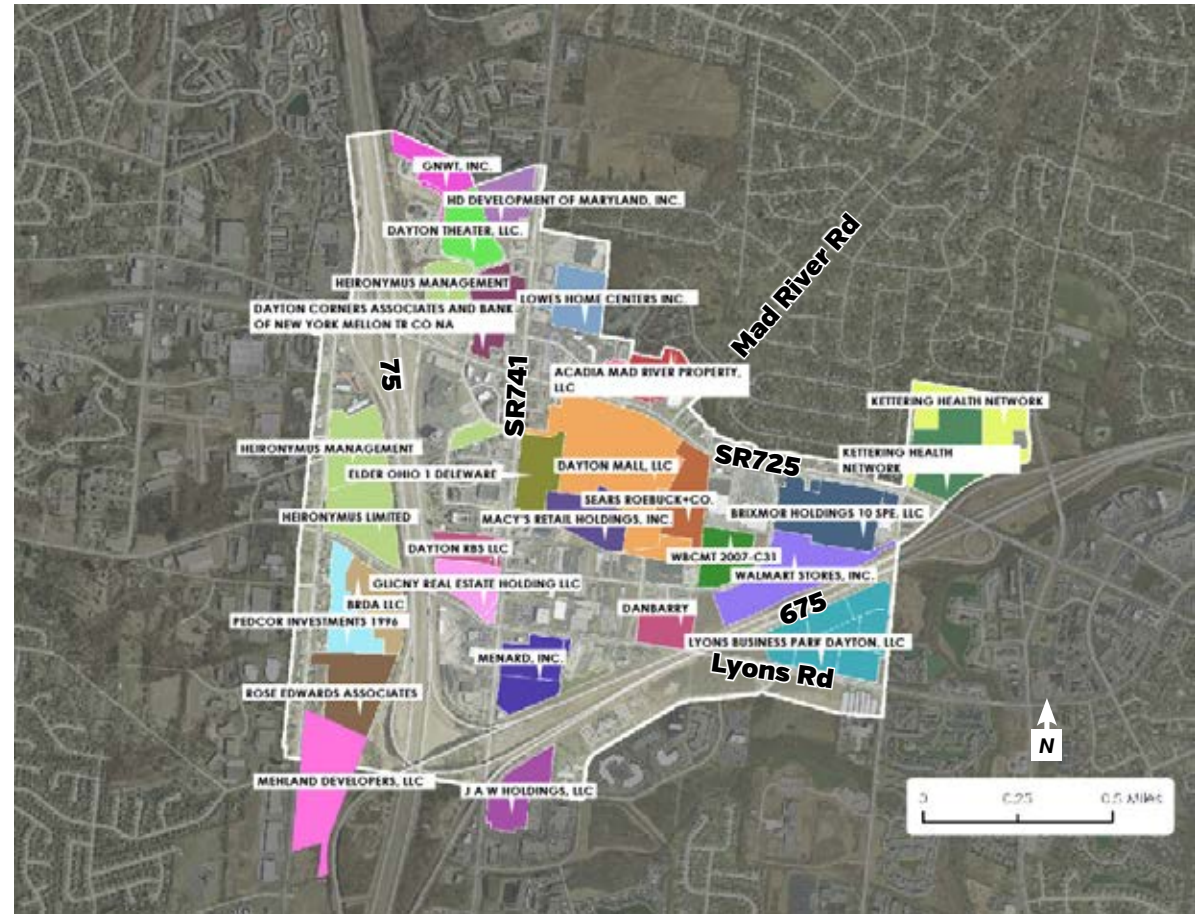 GNWT, INC.
HD DEVELOPMENT OF MARYLAND, INC.
DAYTON THEATER, LLC.
Mad River Rd
HEIRONYMUS MANAGEMENT
LOWES HOME CENTERS INC.
DAYTON CORNERS ASSOCIATES AND BANK
OF NEW YORK MELLON TR CO NA
75
SR741
ACADIA MAD RIVER PROPERTY,
LLC
KETTERING HEALTH NETWORK
HEIRONYMUS MANAGEMENT
SR725
KETTERING HEALTH
NETWORK
ELDER OHIO 1 DELEWARE
DAYTON MALL, LLC
SEARS ROEBUCK+CO.
HEIRONYMUS LIMITED
MACY'S RETAIL HOLDINGS, INC.
BRIXMOR HOLDINGS 10 SPE, LLC
DAYTON RBS LLC
WBCMT 2007-C31
WALMART STORES, INC.
GLICNY REAL ESTATE HOLDING LLC
BRDA LLC
DANBARRY
675
PEDCOR INVESTMENTS 1996
LYONS BUSINESS PARK DAYTON, LLC
MENARD, INC.
Lyons Rd
ROSE EDWARDS ASSOCIATES
N
MEHLAND DEVELOPERS, LLC
J A W HOLDINGS, LLC
0 0.25 0.5 Miles